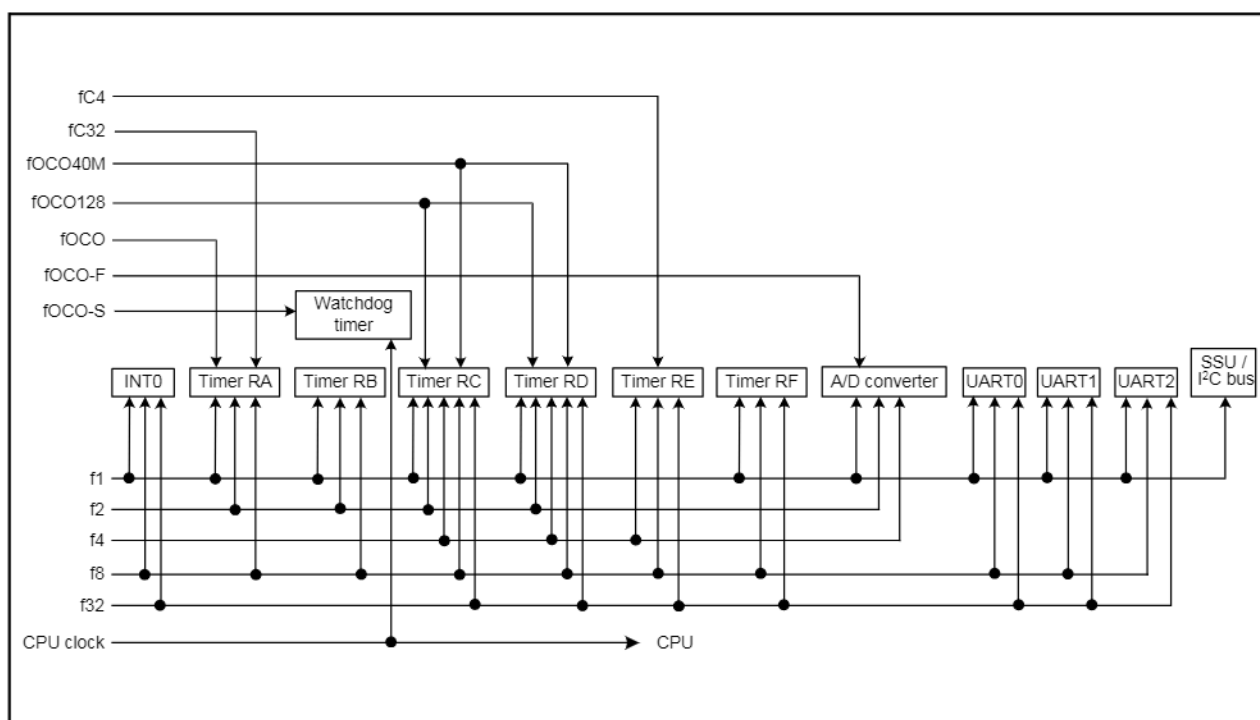 fC4
fC32
fOCO40M
fOCO128
fOCO
fOCO-F
fOCO-S
Watchdog
timer
INT0
Timer RA
Timer RB
Timer RC
Timer RD
Timer RE
Timer RF
A/D converter
UART0
UART1
UART2
SSU /
I²C bus
f1
f2
f4
f8
f32
CPU clock
CPU